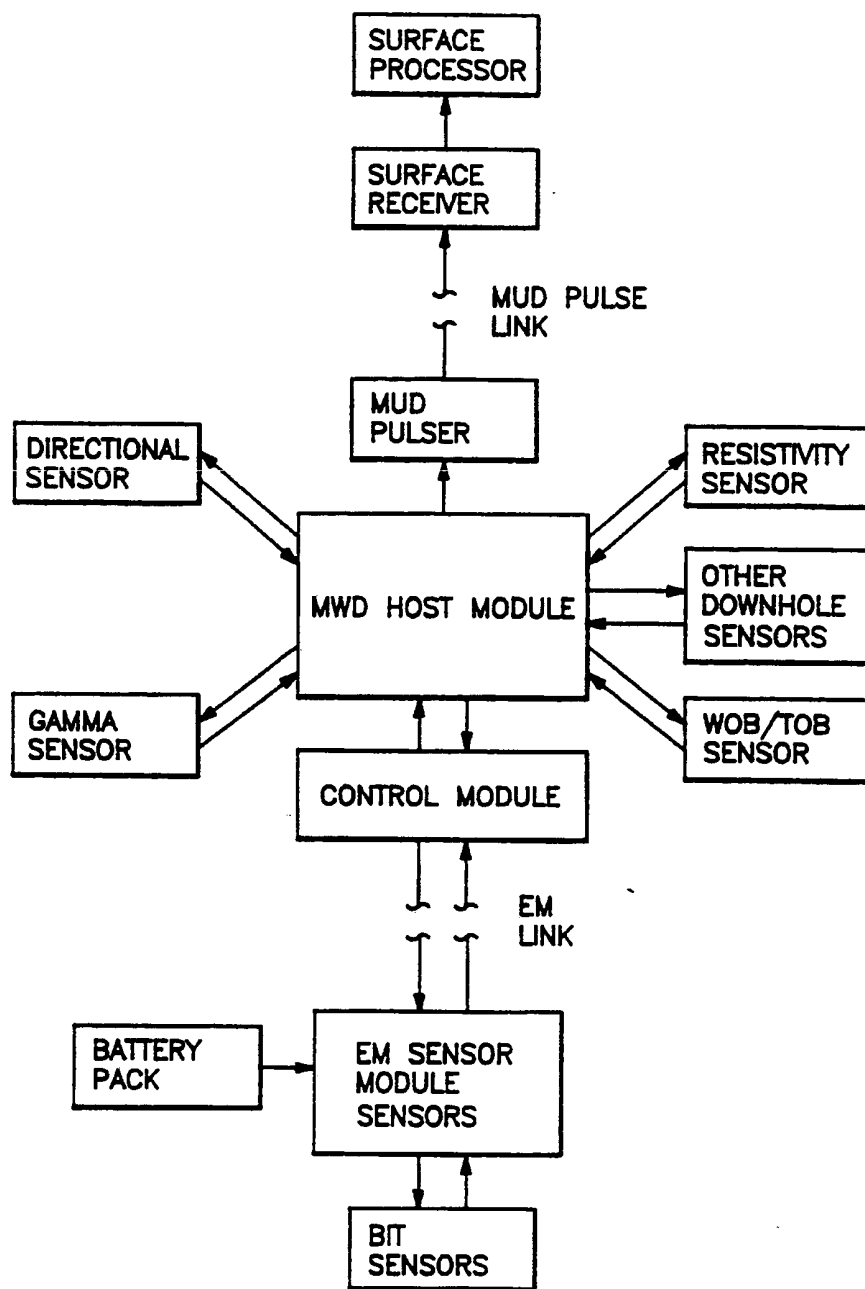 SURFACE
PROCESSOR
SURFACE
RECEIVER
MUD PULSE
LINK
MUD
PULSER
DIRECTIONAL
SENSOR
RESISTIVITY
SENSOR
MWD HOST MODULE
OTHER
DOWNHOLE
SENSORS
GAMMA
SENSOR
WOB/TOB
SENSOR
CONTROL MODULE
EM
LINK
BATTERY
PACK
EM SENSOR
MODULE
SENSORS
BIT
SENSORS